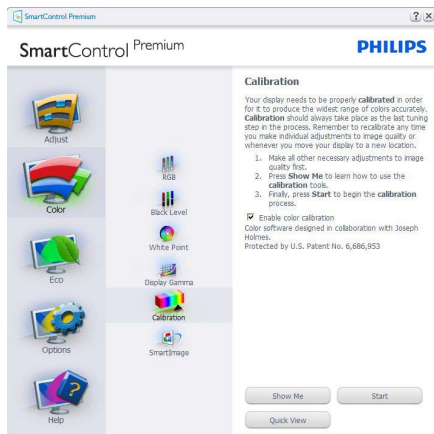 SmartControl Premium
SmartControl Premium
PHILIPS
Adjust
Color
Eco
Options
Help
RGB
Black Level
White Point
Display Gamma
Calibration
SmartImage
Calibration
Your display needs to be properly calibrated in order
for it to produce the widest range of colors accurately.
Calibration should always take place as the last tuning
step in the process. Remember to recalibrate any time
you make individual adjustments to image quality or
whenever you move your display to a new location.
1. Make all other necessary adjustments to image
quality first.
2. Press Show Me to learn how to use the
calibration tools.
3. Finally, press Start to begin the calibration
process.
Enable color calibration
Color software designed in collaboration with Joseph
Holmes.
Protected by U.S. Patent No. 6,686,953
Show Me
Start
Quick View